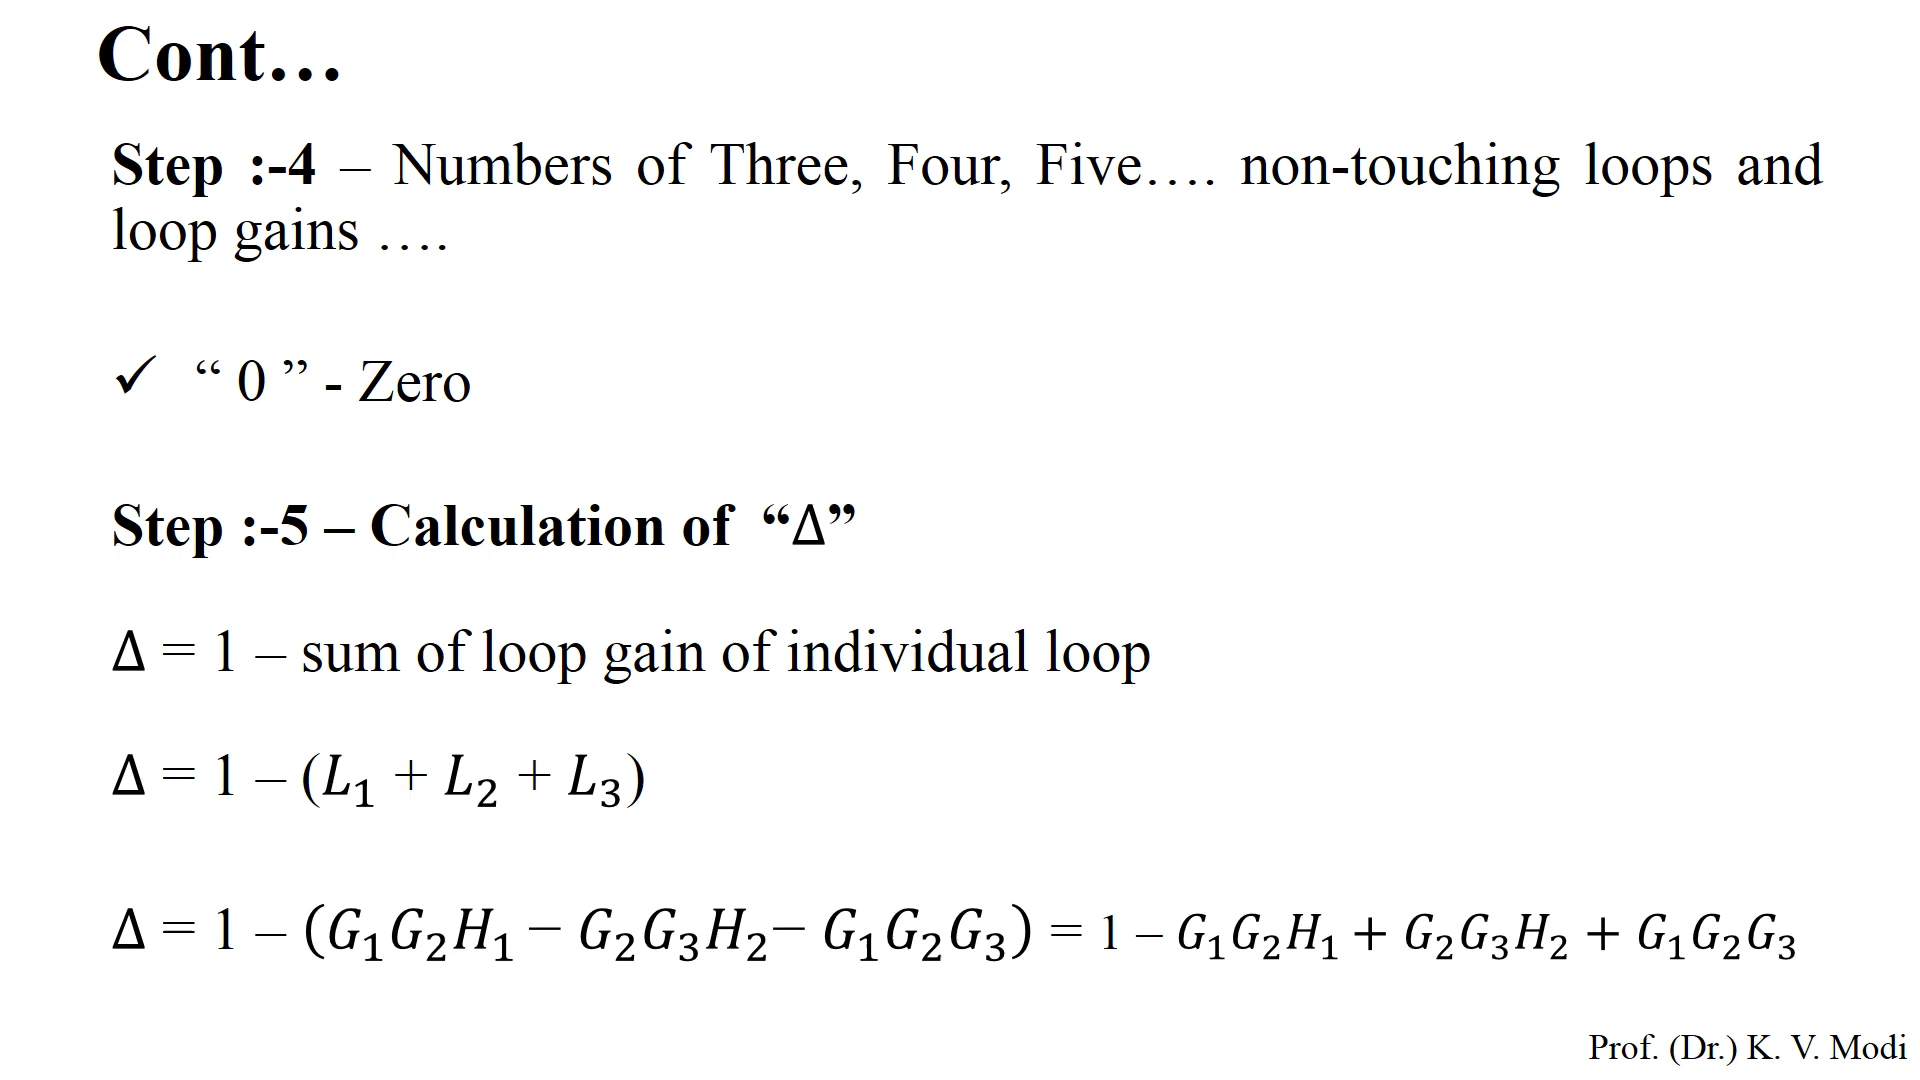 Cont…
Step :-4 – Numbers of Three, Four, Five…. non-touching loops and
loop gains ….
✓ “ 0 ” - Zero
Step :-5 – Calculation of “Δ”
Δ = 1 – sum of loop gain of individual loop
Δ = 1 – (L₁ + L₂ + L₃)
Δ = 1 – (G₁G₂H₁ − G₂G₃H₂− G₁G₂G₃) = 1 – G₁G₂H₁ + G₂G₃H₂ + G₁G₂G₃
Prof. (Dr.) K. V. Modi